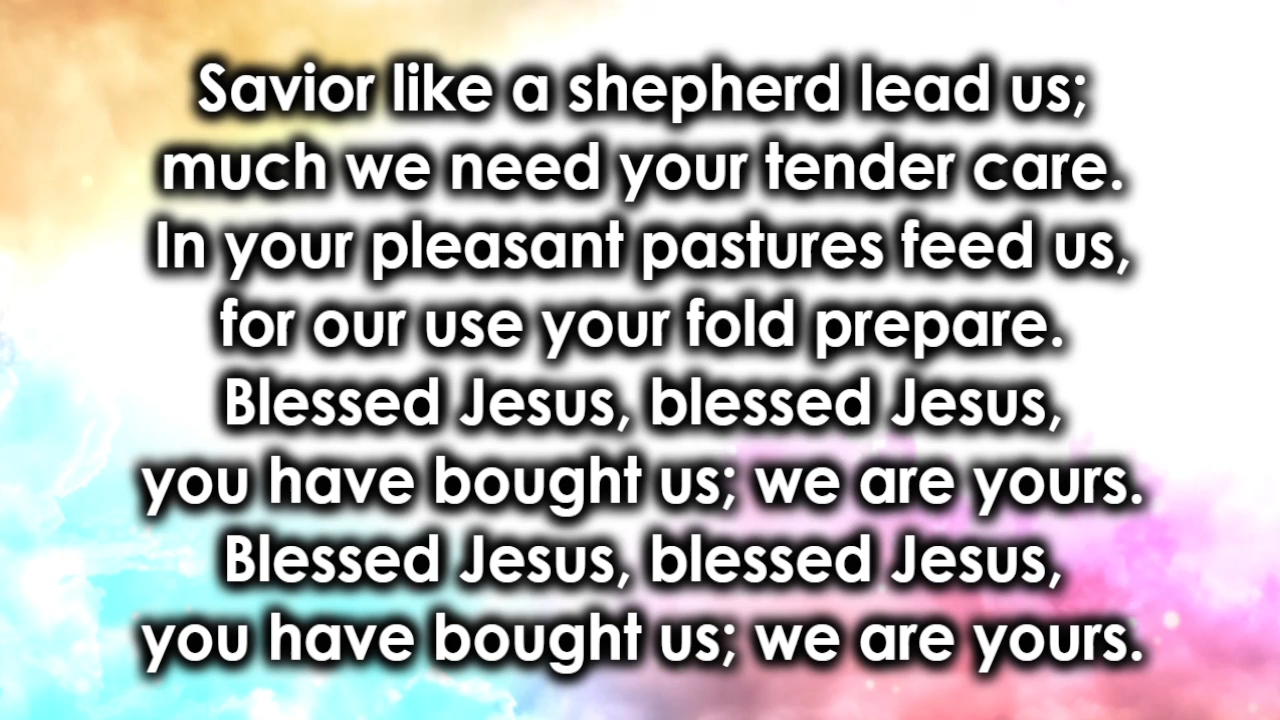 Savior like a shepherd lead us;
much we need your tender care.
In your pleasant pastures feed us,
for our use your fold prepare.
Blessed Jesus, blessed Jesus,
you have bought us; we are yours.
Blessed Jesus, blessed Jesus,
you have bought us; we are yours.